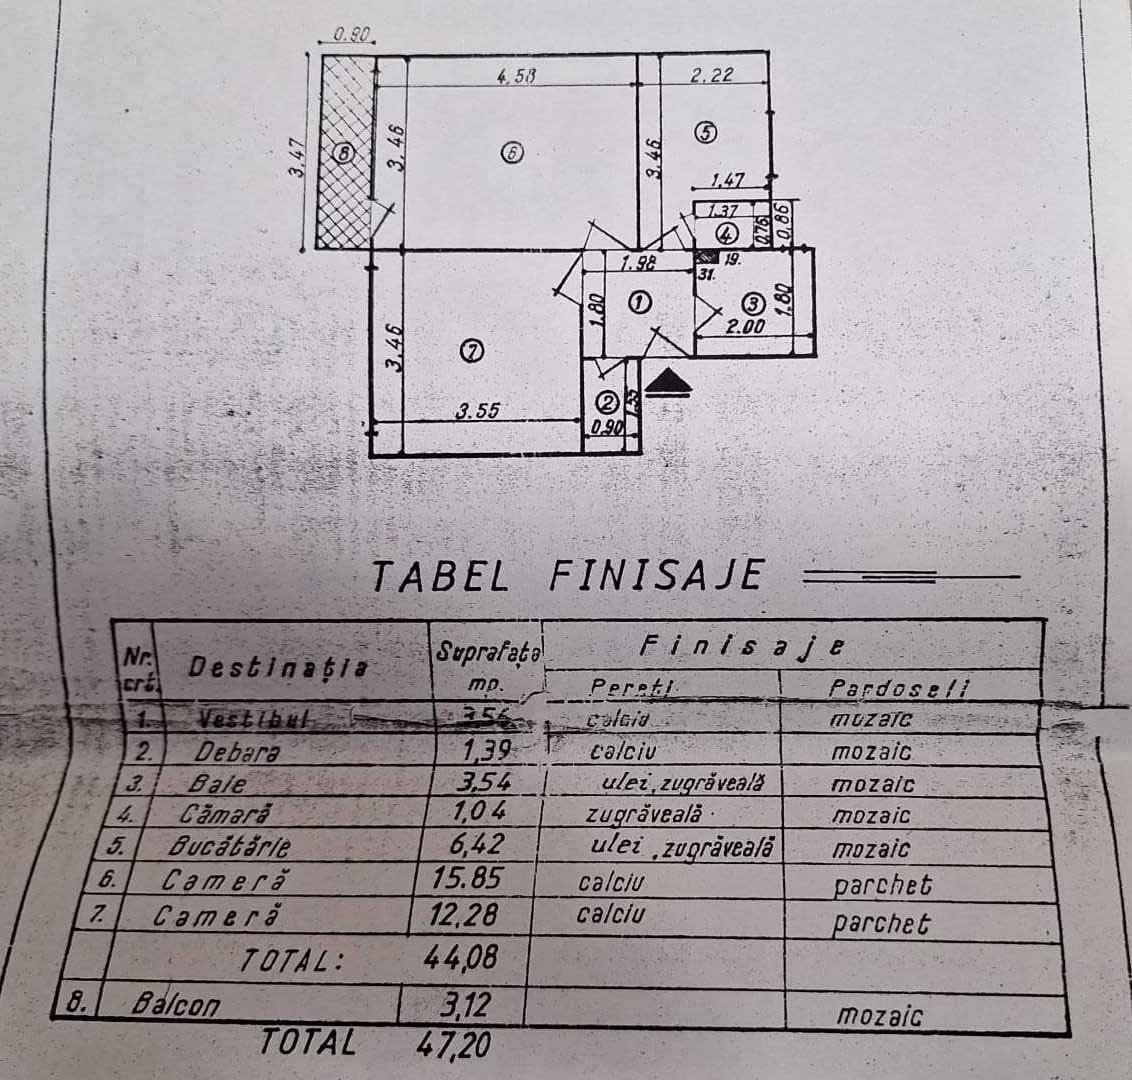 0.90
4.58
2.22
3.47
3.46
3.46
8
6
5
1.47
1.37
4
0.76
0.86
1.98
19.
31.
1
3
1.80
1.80
2.00
3.46
7
2
1.55
3.55
0.90
TABEL FINISAJE
Nr. crt. Destinația Suprafața mp. Finisaje
Pereți Pardoseli
1. Vestibul 3,56 calciu mozaic
2. Debara 1,39 calciu mozaic
3. Baie 3,54 ulei, zugrăveală mozaic
4. Cămară 1,04 zugrăveală mozaic
5. Bucătărie 6,42 ulei, zugrăveală mozaic
6. Cameră 15.85 calciu parchet
7. Cameră 12,28 calciu parchet
TOTAL: 44,08
8. Balcon 3,12 mozaic
TOTAL 47,20